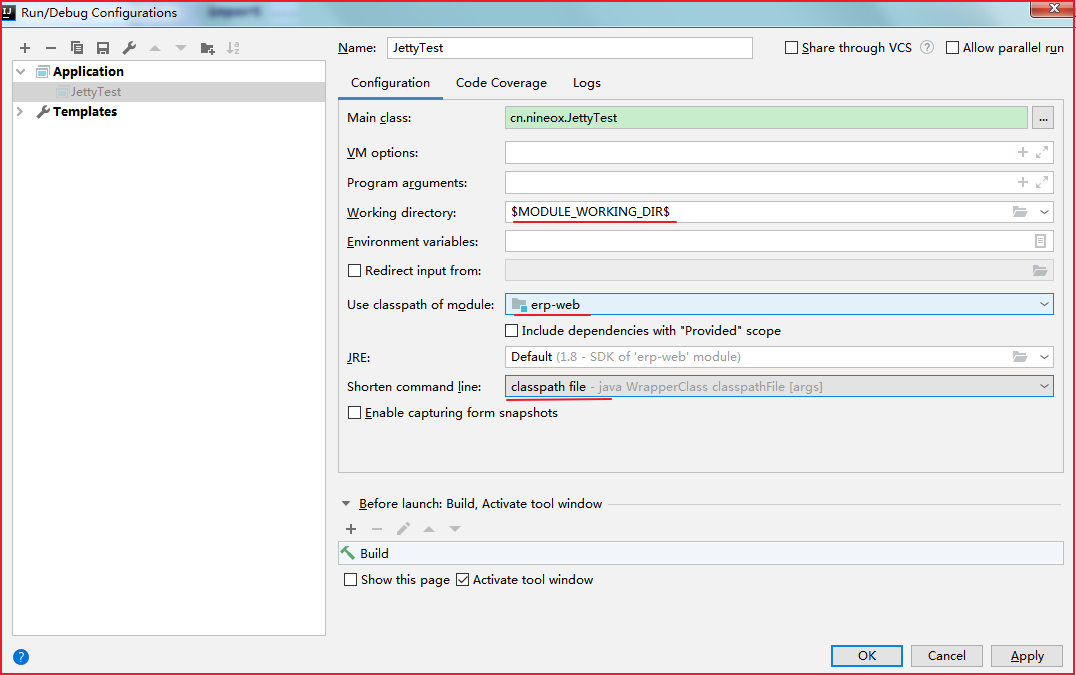 Run/Debug Configurations
Name: JettyTest
Share through VCS ?
Allow parallel run
Application
JettyTest
Templates
Configuration Code Coverage Logs
Main class: cn.nineox.JettyTest ...
VM options:
Program arguments:
Working directory: $MODULE_WORKING_DIR$
Environment variables:
Redirect input from:
Use classpath of module: erp-web
Include dependencies with "Provided" scope
JRE: Default (1.8 - SDK of 'erp-web' module)
Shorten command line: classpath file - java WrapperClass classpathFile [args]
Enable capturing form snapshots
Before launch: Build, Activate tool window
Build
Show this page Activate tool window
? OK Cancel Apply